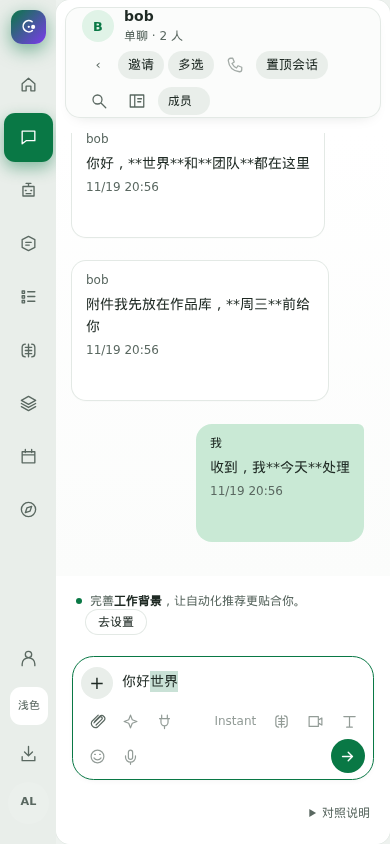 B
bob
单聊 · 2 人
邀请
多选
置顶会话
成员
bob
你好，**世界**和**团队**都在这里
11/19 20:56
bob
附件我先放在作品库，**周三**前给
你
11/19 20:56
我
收到，我**今天**处理
11/19 20:56
完善工作背景，让自动化推荐更贴合你。
去设置
你好世界
Instant
浅色
AL
▶ 对照说明